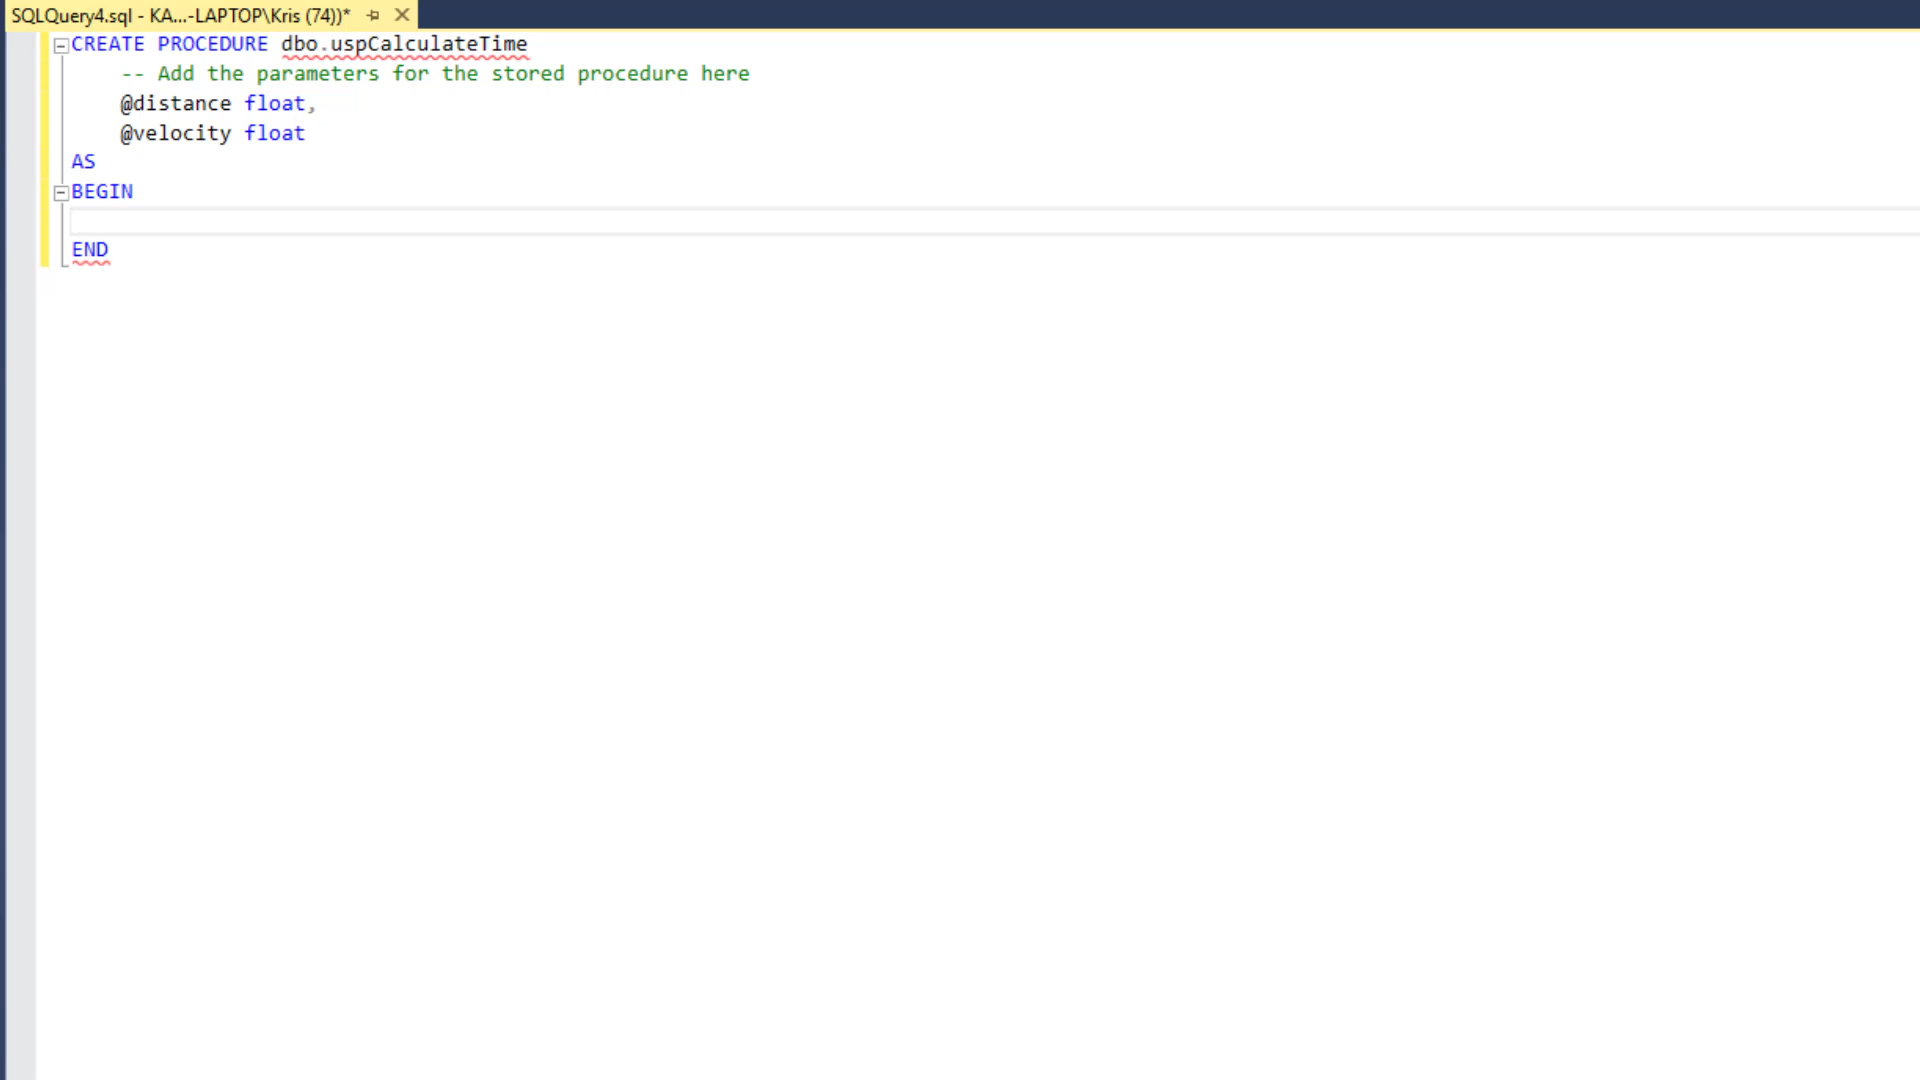 SQLQuery4.sql - KA...-LAPTOP\Kris (74))*
CREATE PROCEDURE dbo.uspCalculateTime
-- Add the parameters for the stored procedure here
@distance float,
@velocity float
AS
BEGIN
END